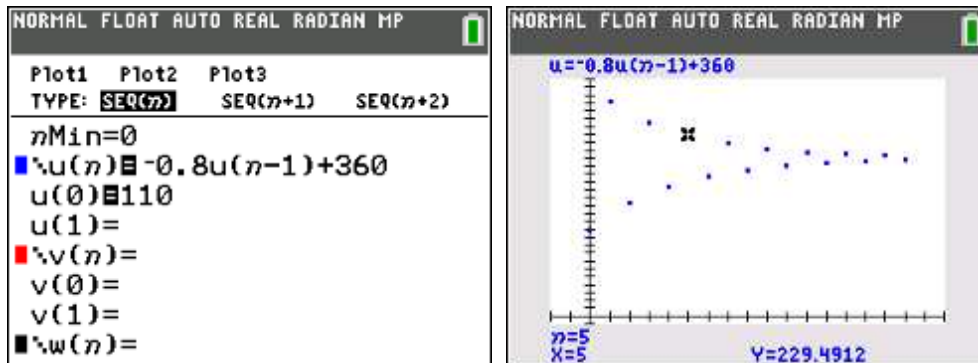 NORMAL FLOAT AUTO REAL RADIAN MP
Plot1 Plot2 Plot3
TYPE: SEQ(n) SEQ(n+1) SEQ(n+2)
nMin=0
u(n)=-0.8u(n-1)+360
u(0)=110
u(1)=
v(n)=
v(0)=
v(1)=
w(n)=
NORMAL FLOAT AUTO REAL RADIAN MP
u=-0.8u(n-1)+360
n=5
X=5 Y=229.4912